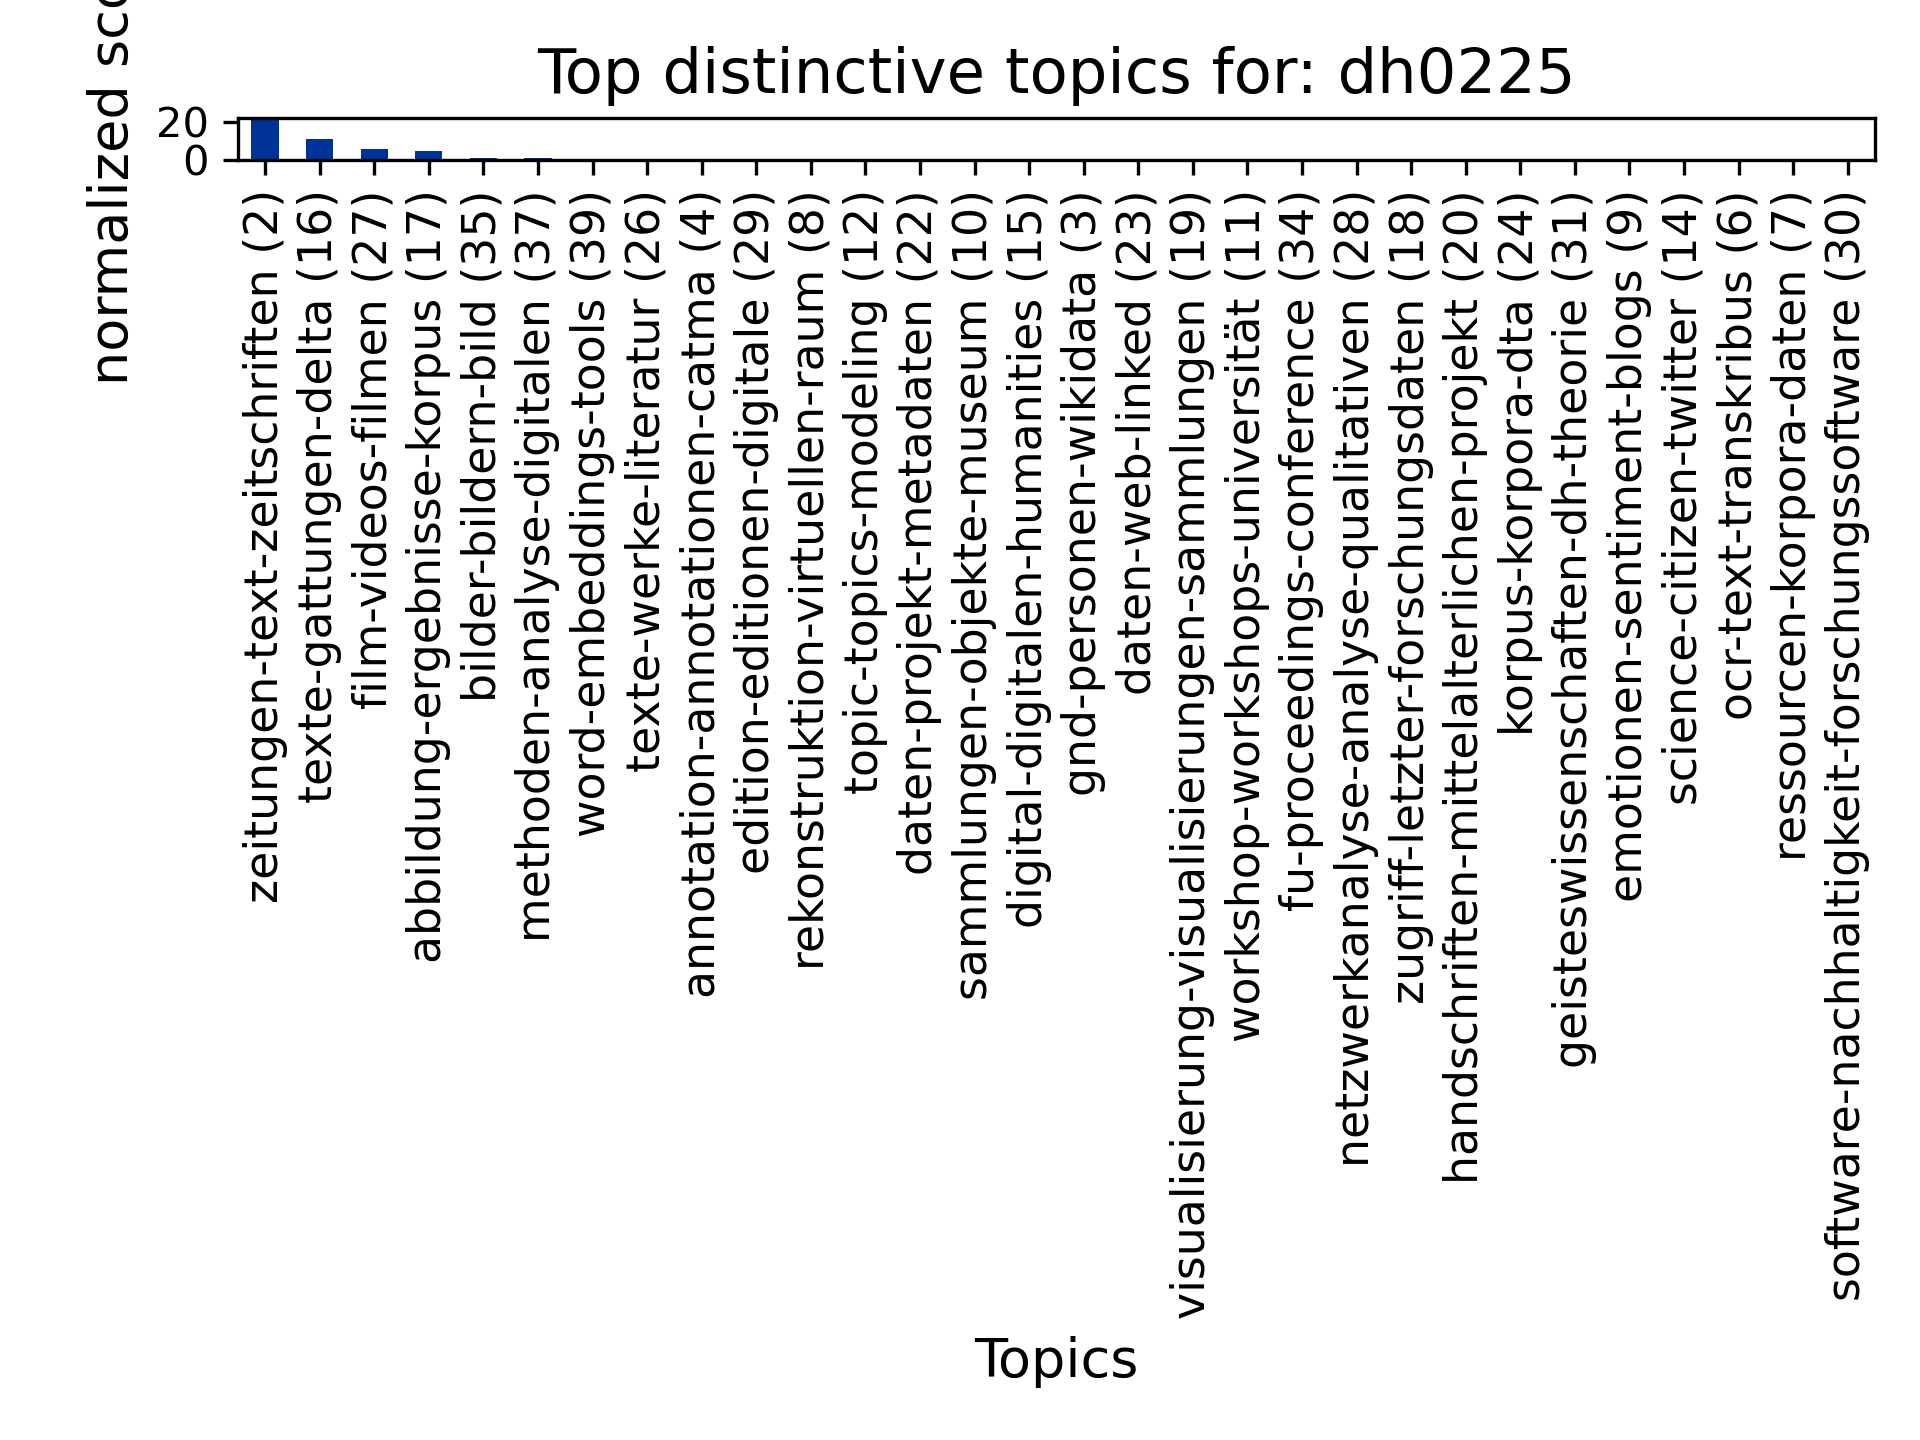 Top distinctive topics for: dh0225
normalized
20
0
zeitungen-text-zeitschriften (2)
texte-gattungen-delta (16)
film-videos-filmen (27)
abbildung-ergebnisse-korpus (17)
bilder-bildern-bild (35)
methoden-analyse-digitalen (37)
word-embeddings-tools (39)
texte-werke-literatur (26)
annotation-annotationen-catma (4)
edition-editionen-digitale (29)
rekonstruktion-virtuellen-raum (8)
topic-topics-modeling (12)
daten-projekt-metadaten (22)
sammlungen-objekte-museum (10)
digital-digitalen-humanities (15)
gnd-personen-wikidata (3)
daten-web-linked (23)
visualisierung-visualisierungen-sammlungen (19)
workshop-workshops-universität (11)
fu-proceedings-conference (34)
netzwerkanalyse-analyse-qualitativen (28)
zugriff-letzter-forschungsdaten (18)
handschriften-mittelalterlichen-projekt (20)
korpus-korpora-dta (24)
geisteswissenschaften-dh-theorie (31)
emotionen-sentiment-blogs (9)
science-citizen-twitter (14)
ocr-text-transkribus (6)
ressourcen-korpora-daten (7)
software-nachhaltigkeit-forschungssoftware (30)
Topics